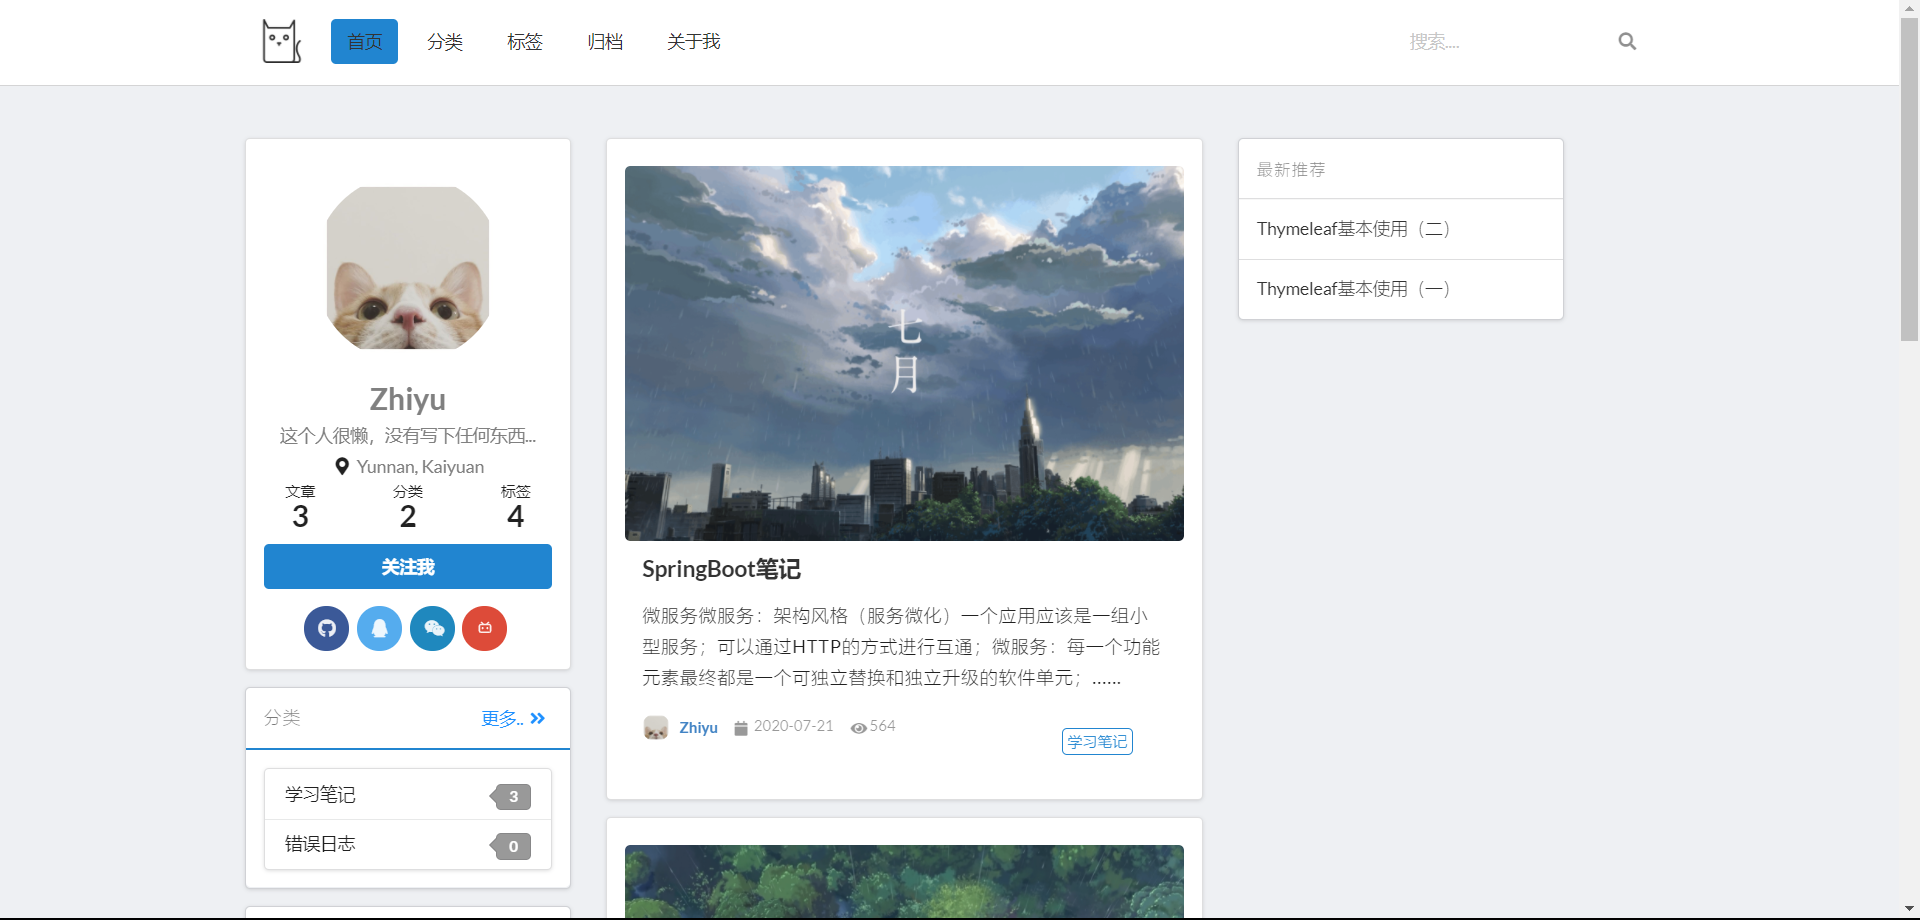 首页 分类 标签 归档 关于我 搜索....
Zhiyu
这个人很懒，没有写下任何东西...
Yunnan, Kaiyuan
文章 分类 标签
3 2 4
关注我
分类 更多..
学习笔记 3
错误日志 0
七
月
SpringBoot笔记
微服务微服务：架构风格（服务微化）一个应用应该是一组小
型服务；可以通过HTTP的方式进行互通；微服务：每一个功能
元素最终都是一个可独立替换和独立升级的软件单元；......
Zhiyu 2020-07-21 564
学习笔记
最新推荐
Thymeleaf基本使用（二）
Thymeleaf基本使用（一）